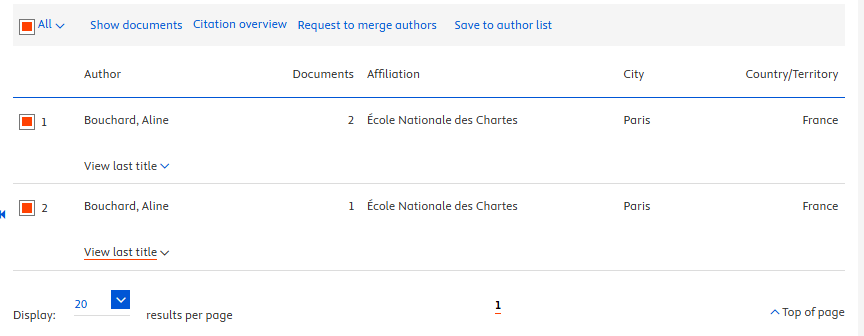 All Show documents Citation overview Request to merge authors Save to author list
Author Documents Affiliation City Country/Territory
1 Bouchard, Aline 2 École Nationale des Chartes Paris France
View last title
2 Bouchard, Aline 1 École Nationale des Chartes Paris France
View last title
Display: 20 results per page 1 Top of page